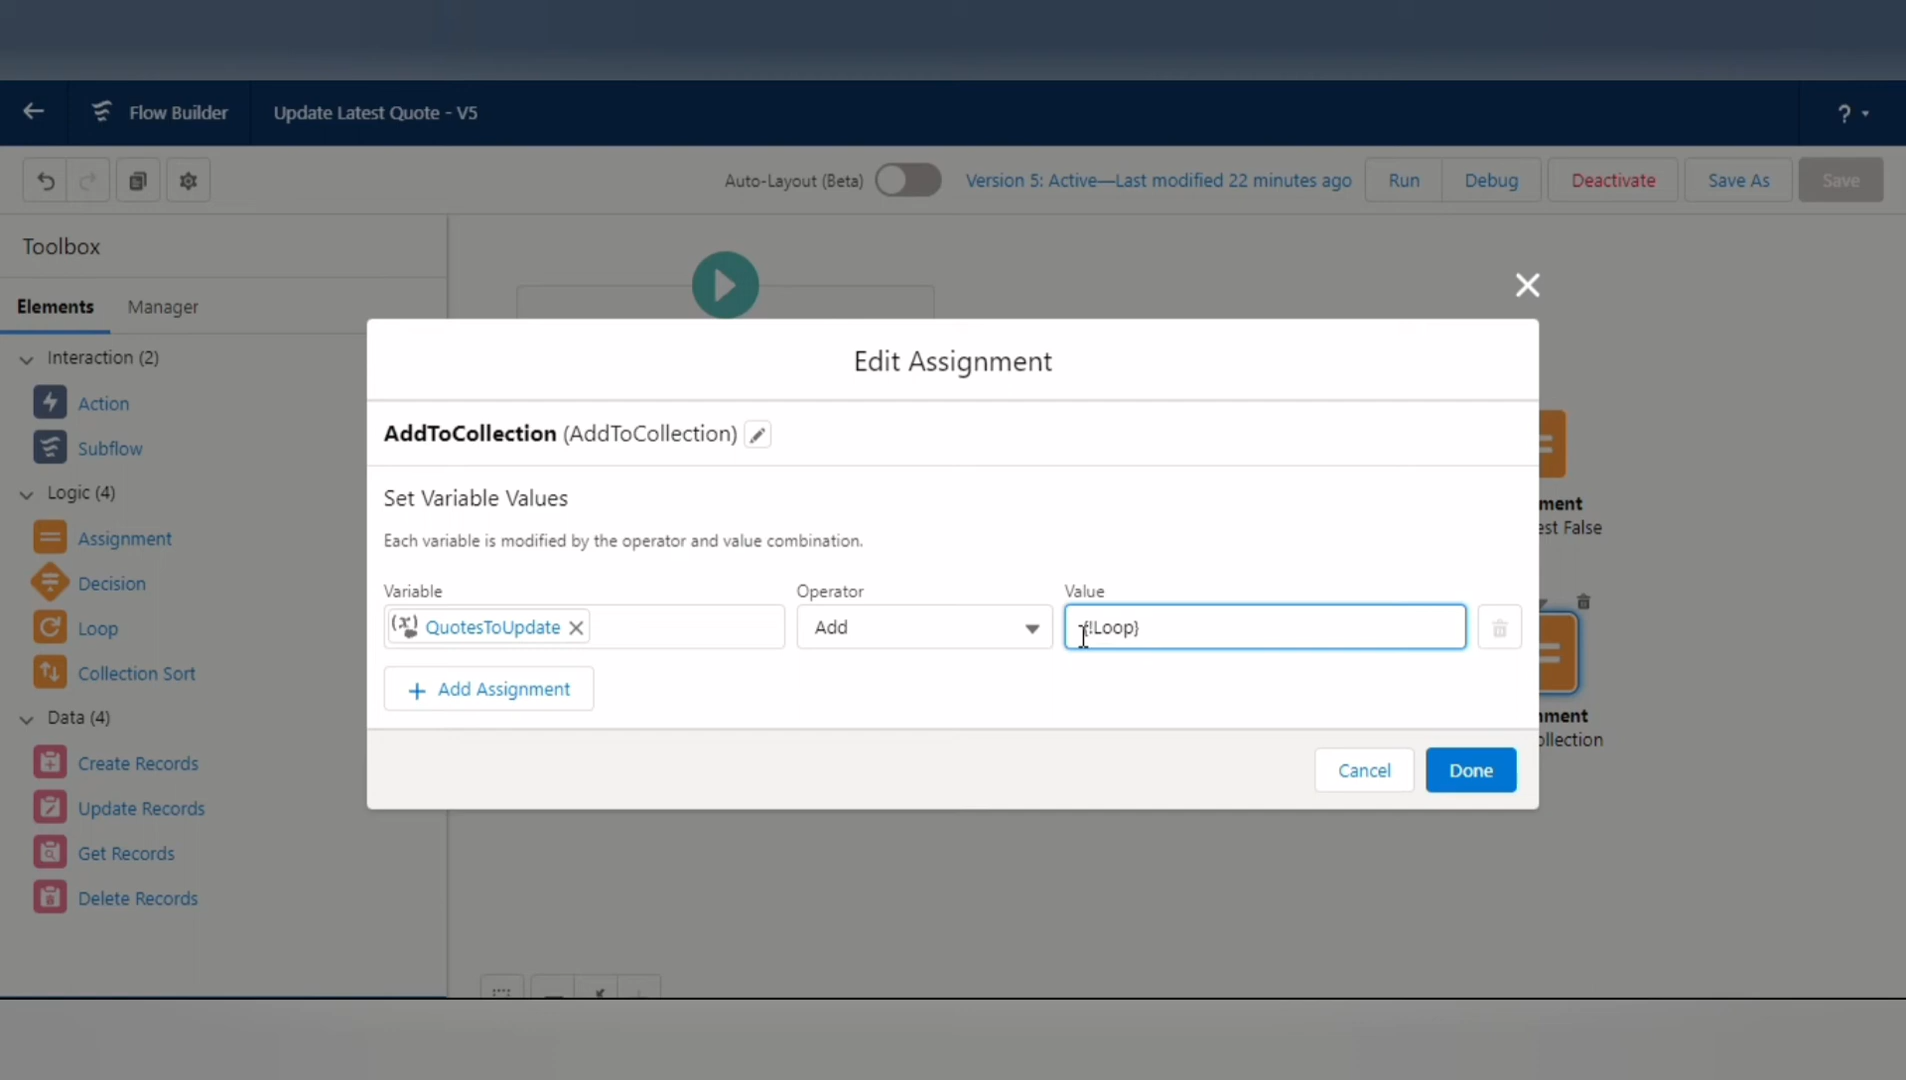 Flow Builder
Update Latest Quote - V5
?
Auto-Layout (Beta)
Version 5: Active—Last modified 22 minutes ago
Run
Debug
Deactivate
Save As
Save
Toolbox
Elements
Manager
Interaction (2)
Action
Subflow
Logic (4)
Assignment
Decision
Loop
Collection Sort
Data (4)
Create Records
Update Records
Get Records
Delete Records
Edit Assignment
AddToCollection (AddToCollection)
Set Variable Values
Each variable is modified by the operator and value combination.
Variable
Operator
Value
QuotesToUpdate
Add
{!Loop}
+ Add Assignment
Cancel
Done
ment
est False
nment
ollection